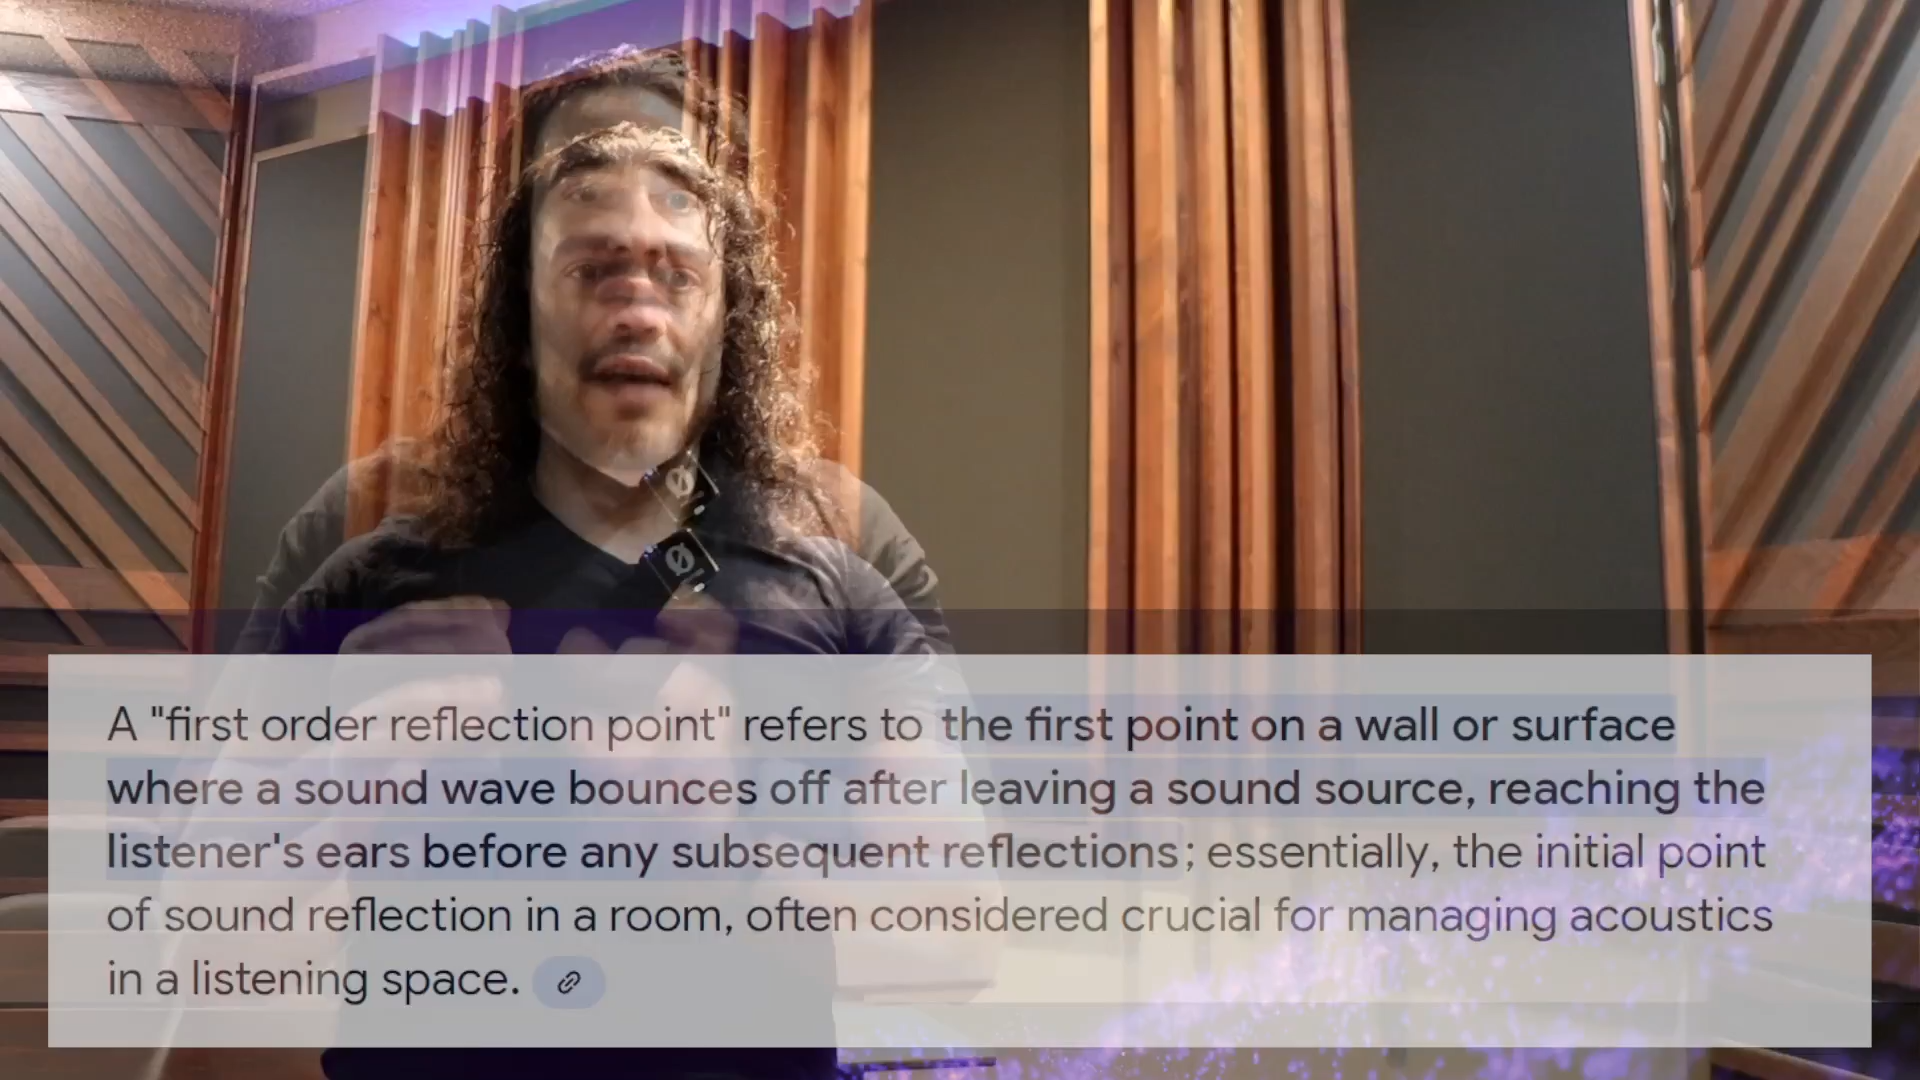 A "first order reflection point" refers to the first point on a wall or surface
where a sound wave bounces off after leaving a sound source, reaching the
listener's ears before any subsequent reflections; essentially, the initial point
of sound reflection in a room, often considered crucial for managing acoustics
in a listening space.